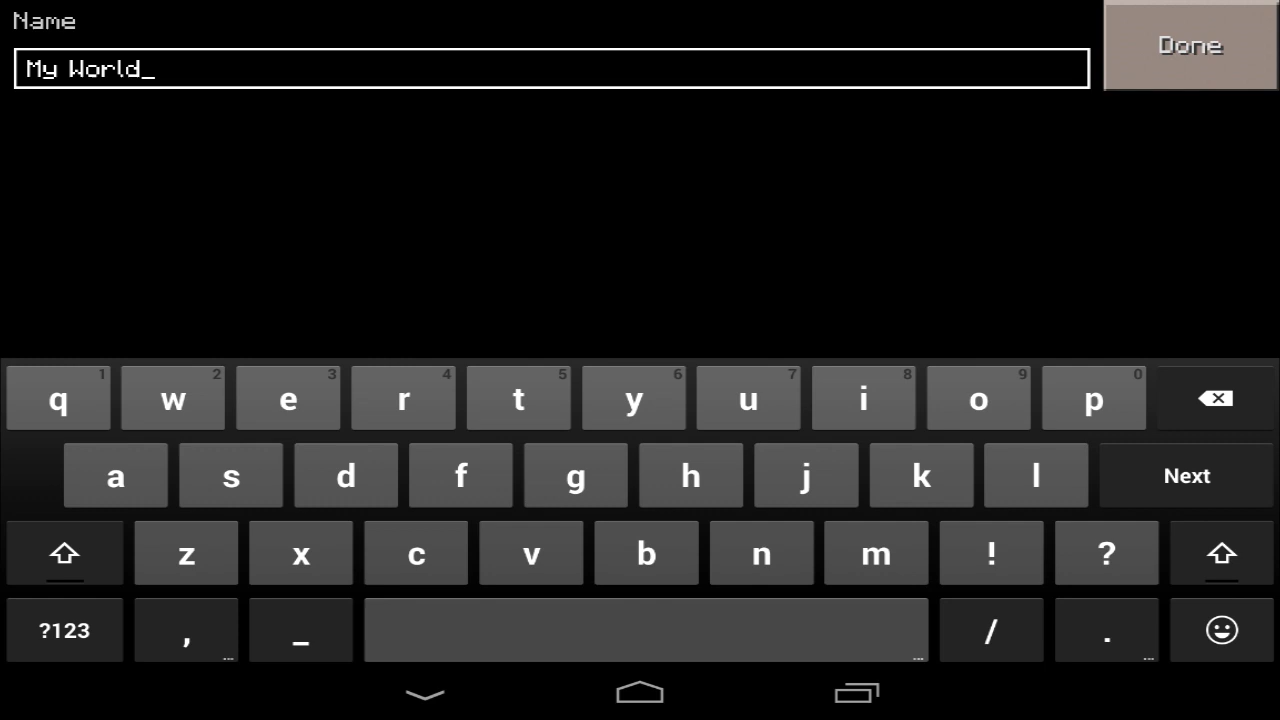 Name
Done
My World_
1 2 3 4 5 6 7 8 9 0
q w e r t y u i o p
a s d f g h j k l Next
z x c v b n m ! ?
?123 , _ / .